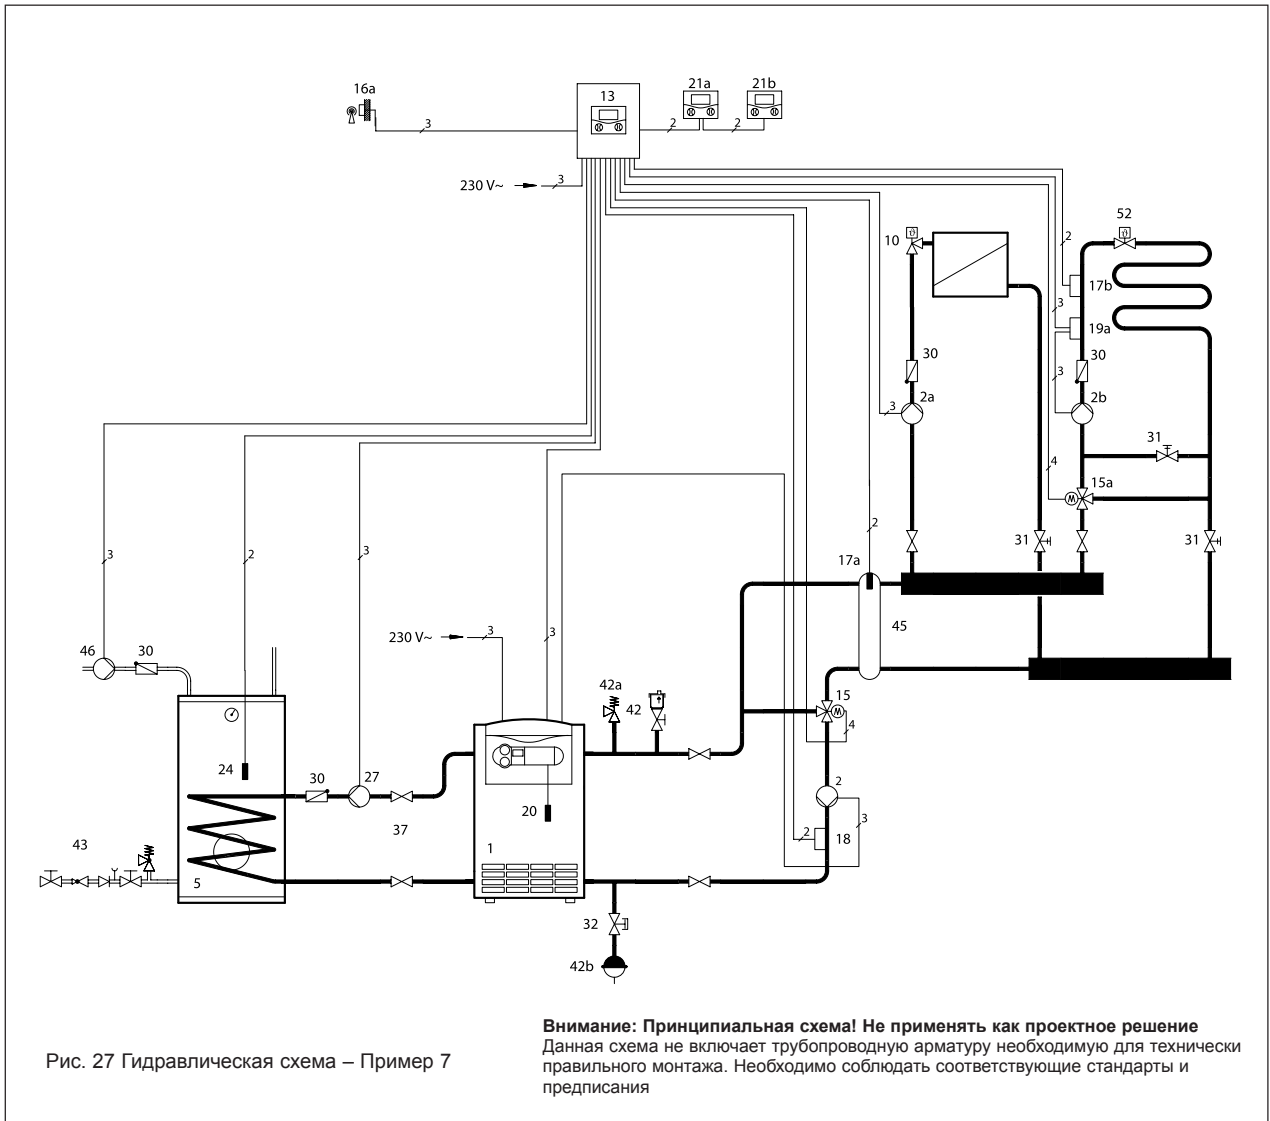 16a
13
21a
21b
3
2
2
230 V~
3
52
10
2
17b
3
19a
30
30
3
2a
3
2b
31
4
15a
3
2
3
2
17a
31
31
230 V~
3
3
45
46
30
42a
42
15
4
24
30
27
20
2
37
2
18
3
43
1
5
32
42b
Рис. 27 Гидравлическая схема – Пример 7
Внимание: Принципиальная схема! Не применять как проектное решение
Данная схема не включает трубопроводную арматуру необходимую для технически
правильного монтажа. Необходимо соблюдать соответствующие стандарты и
предписания